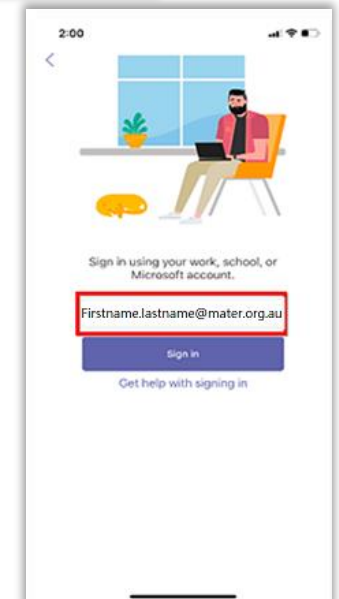 2:00
Sign in using your work, school, or
Microsoft account.
Firstname.lastname@mater.org.au
Sign in
Get help with signing in